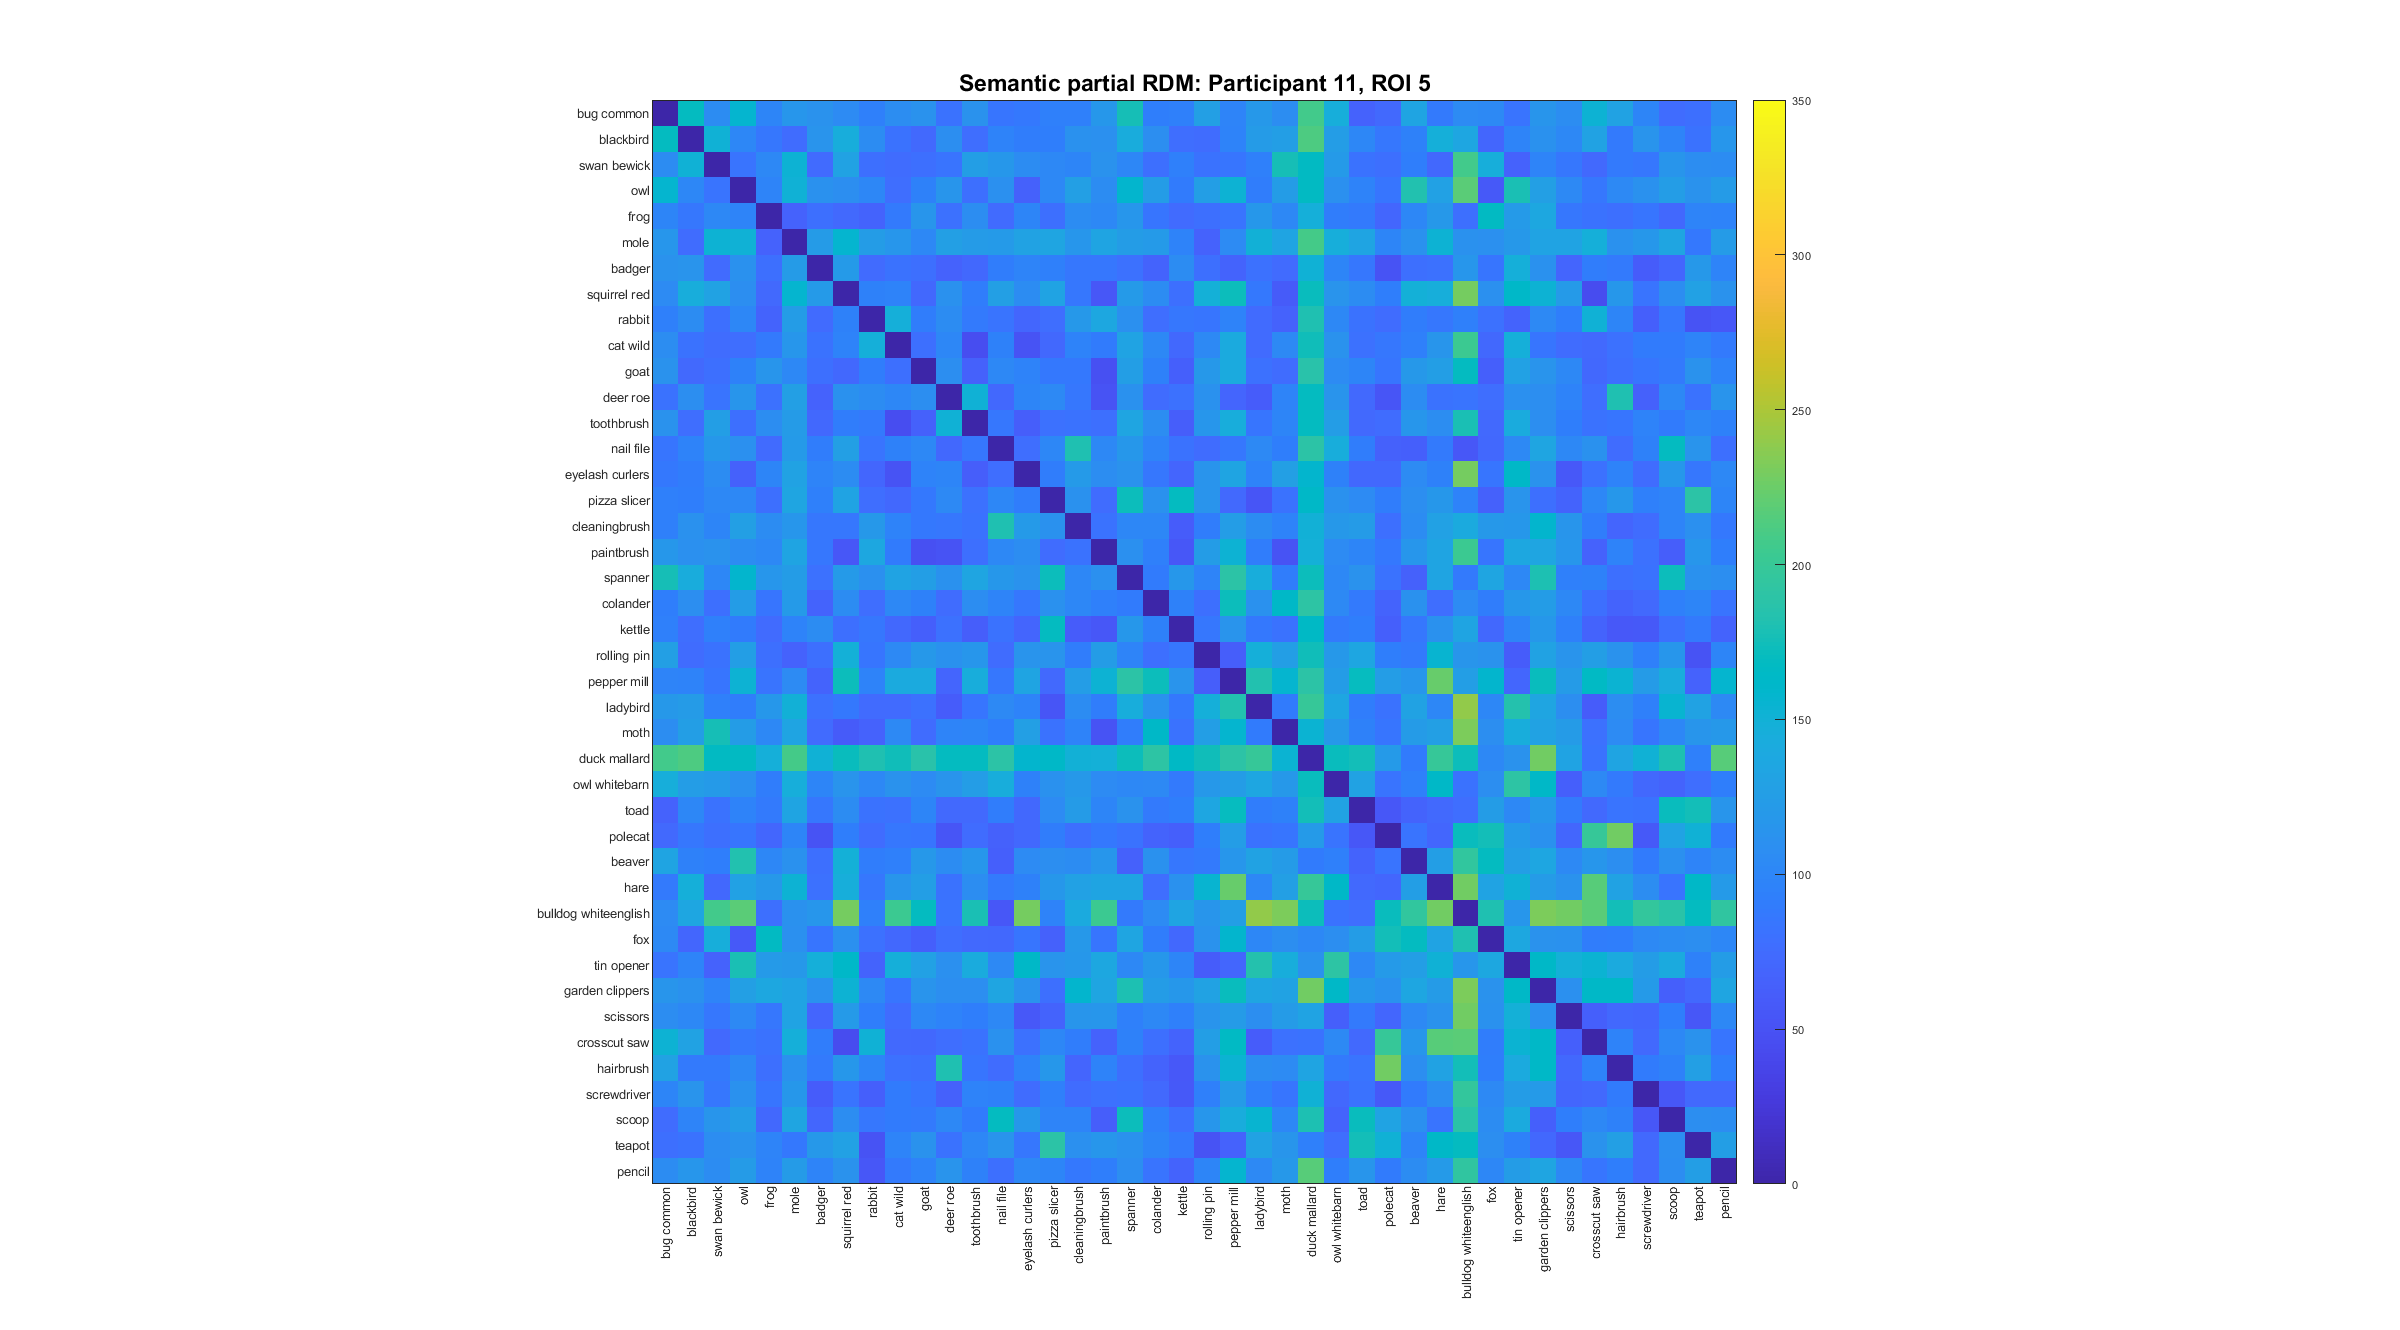 Semantic partial RDM: Participant 11, ROI 5
bug common
blackbird
swan bewick
owl
frog
mole
badger
squirrel red
rabbit
cat wild
goat
deer roe
toothbrush
nail file
eyelash curlers
pizza slicer
cleaningbrush
paintbrush
spanner
colander
kettle
rolling pin
pepper mill
ladybird
moth
duck mallard
owl whitebarn
toad
polecat
beaver
hare
bulldog whiteenglish
fox
tin opener
garden clippers
scissors
crosscut saw
hairbrush
screwdriver
scoop
teapot
pencil
bug common
blackbird
swan bewick
owl
frog
mole
badger
squirrel red
rabbit
cat wild
goat
deer roe
toothbrush
nail file
eyelash curlers
pizza slicer
cleaningbrush
paintbrush
spanner
colander
kettle
rolling pin
pepper mill
ladybird
moth
duck mallard
owl whitebarn
toad
polecat
beaver
hare
bulldog whiteenglish
fox
tin opener
garden clippers
scissors
crosscut saw
hairbrush
screwdriver
scoop
teapot
pencil
350
300
250
200
150
100
50
0